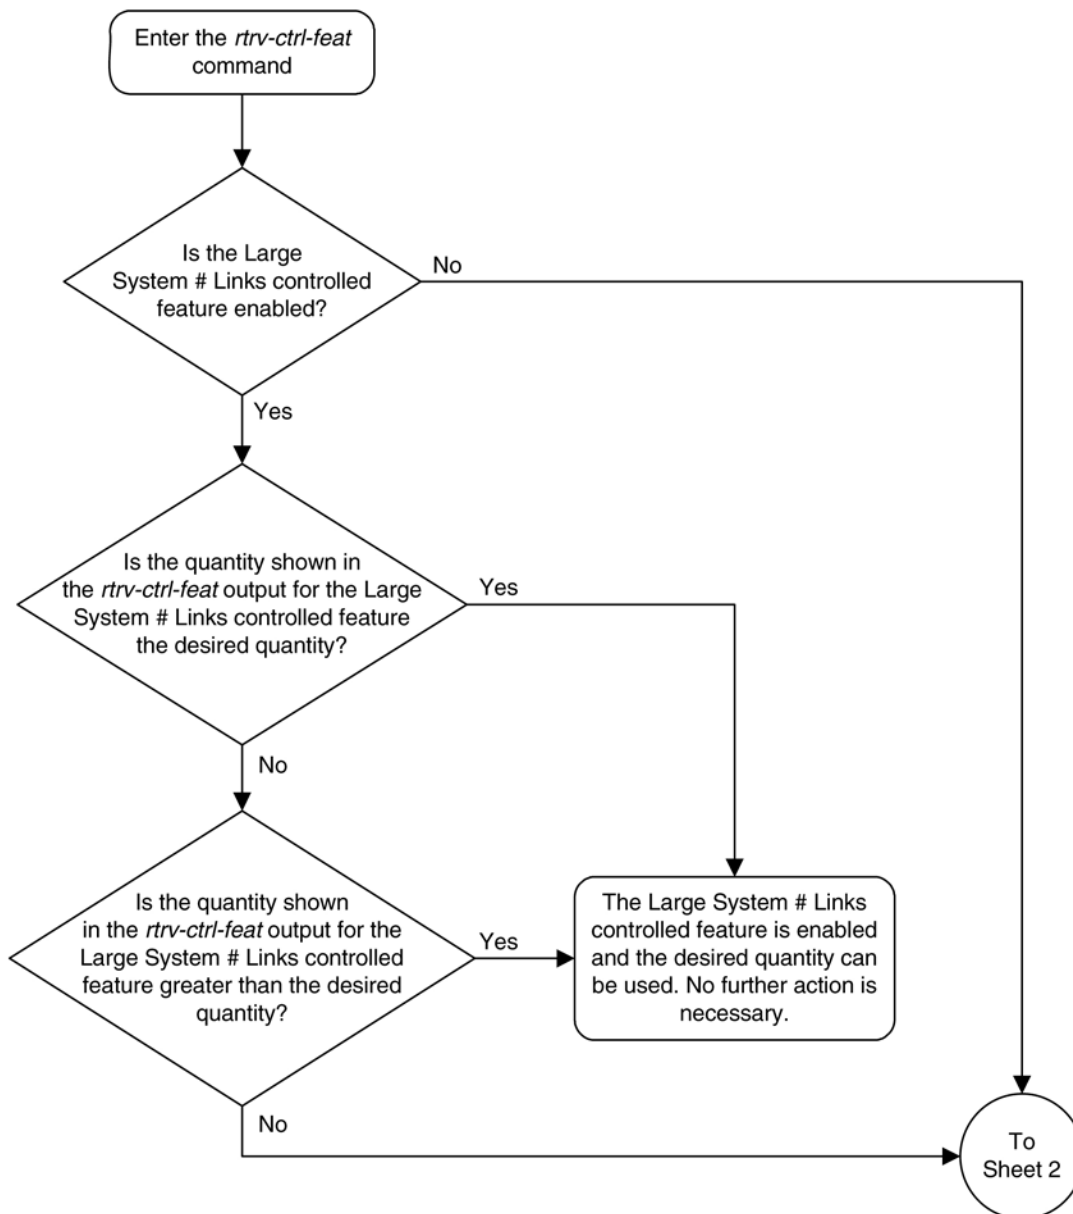 Enter the rtrv-ctrl-feat
command
Is the Large
System # Links controlled
feature enabled?
No
Yes
Is the quantity shown in
the rtrv-ctrl-feat output for the Large
System # Links controlled feature
the desired quantity?
Yes
No
Is the quantity shown
in the rtrv-ctrl-feat output for the
Large System # Links controlled
feature greater than the desired
quantity?
Yes
The Large System # Links
controlled feature is enabled
and the desired quantity can
be used. No further action is
necessary.
No
To
Sheet 2